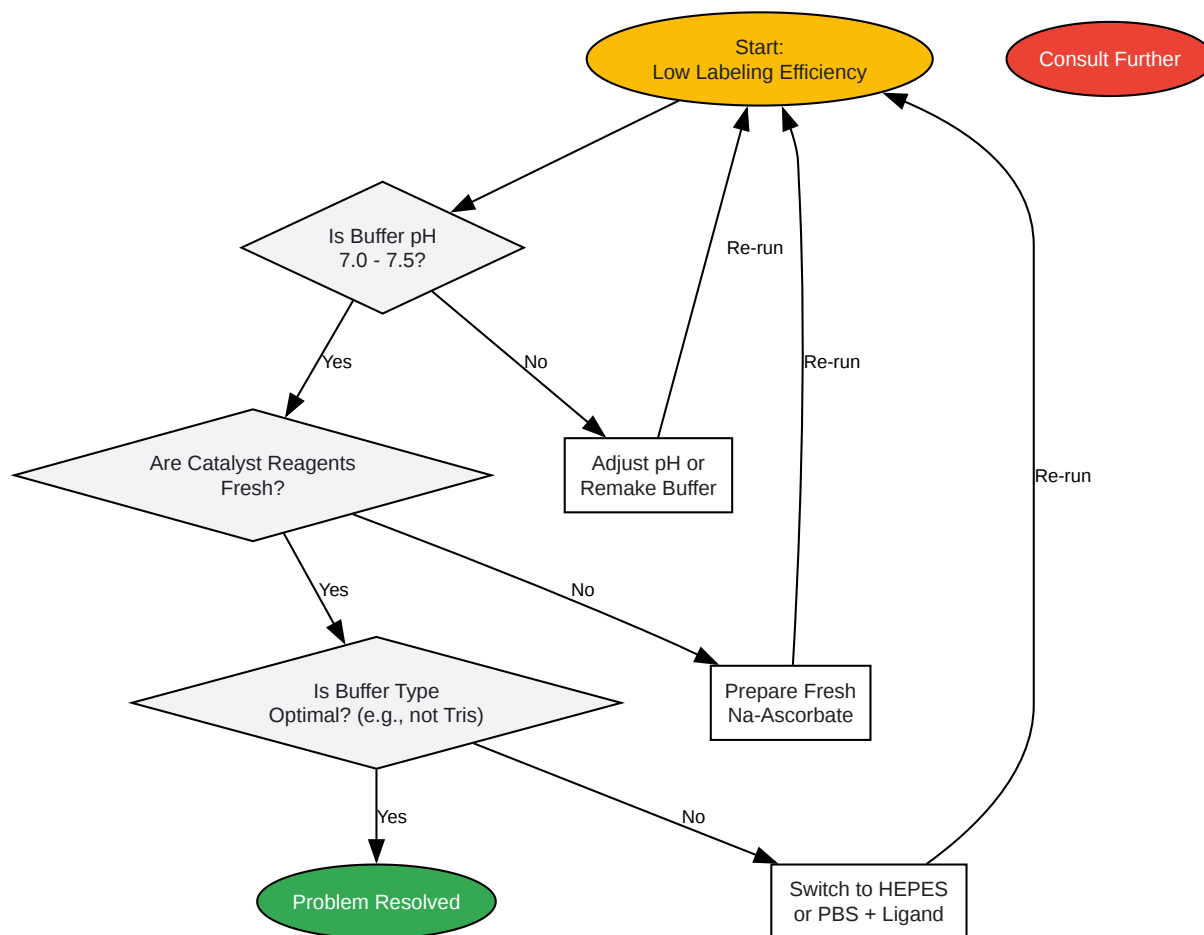 Start:
Low Labeling Efficiency
Consult Further
Is Buffer pH
7.0 - 7.5?
Re-run
Yes
No
Re-run
Are Catalyst Reagents
Fresh?
Adjust pH or
Remake Buffer
Re-run
Yes
No
Is Buffer Type
Optimal? (e.g., not Tris)
Prepare Fresh
Na-Ascorbate
Yes
No
Problem Resolved
Switch to HEPES
or PBS + Ligand